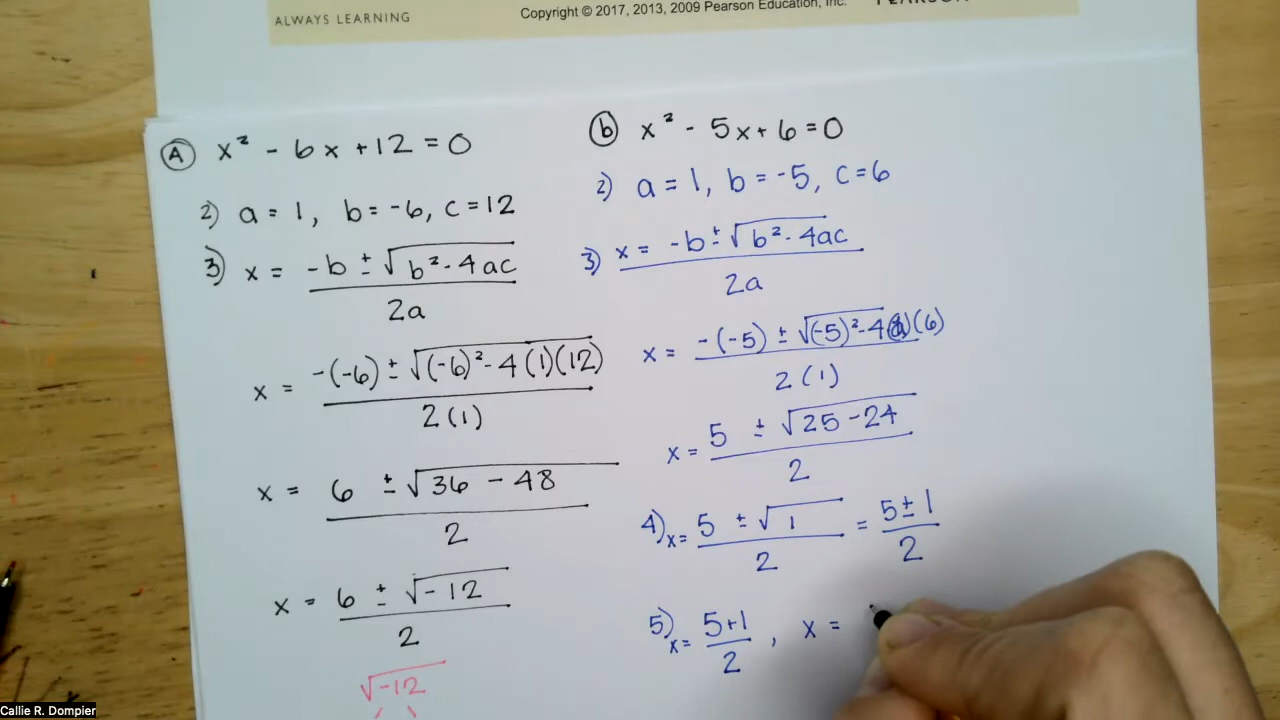 ALWAYS LEARNING
Copyright © 2017, 2013, 2009 Pearson Education, Inc.
(A) x² - 6x + 12 = 0
2) a = 1, b = -6, c = 12
3) x = (-b ± √(b² - 4ac)) / 2a
x = (-(-6) ± √((-6)² - 4(1)(12))) / 2(1)
x = (6 ± √(36 - 48)) / 2
x = (6 ± √(-12)) / 2
√(-12)
(b) x² - 5x + 6 = 0
2) a = 1, b = -5, c = 6
3) x = (-b ± √(b² - 4ac)) / 2a
x = (-(-5) ± √((-5)² - 4(1)(6))) / 2(1)
x = (5 ± √(25 - 24)) / 2
4) x = (5 ± √1) / 2 = (5 ± 1) / 2
5) x = (5 + 1) / 2 , x =
Callie R. Dompier